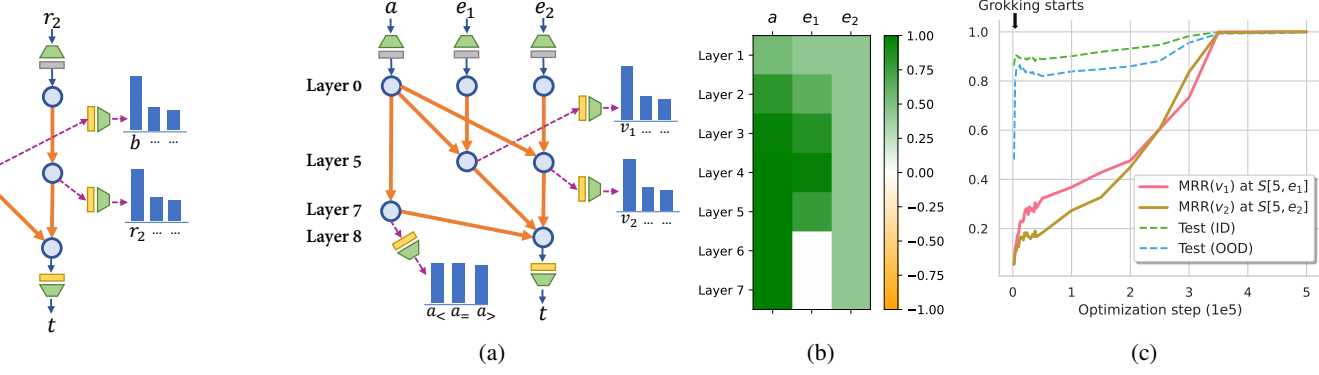 r₂
b ... ...
r₂ ... ...
t
a e₁ e₂
Layer 0
Layer 5
Layer 7
Layer 8
v₁ ... ...
v₂ ... ...
a< a= a>
t
(a)
a e₁ e₂
Layer 1
Layer 2
Layer 3
Layer 4
Layer 5
Layer 6
Layer 7
1.00
0.75
0.50
0.25
0.00
−0.25
−0.50
−0.75
−1.00
(b)
Grokking starts
1.0
0.8
0.6
0.4
0.2
MRR(v₁) at S[5, e₁]
MRR(v₂) at S[5, e₂]
Test (ID)
Test (OOD)
0 1 2 3 4 5
Optimization step (1e5)
(c)